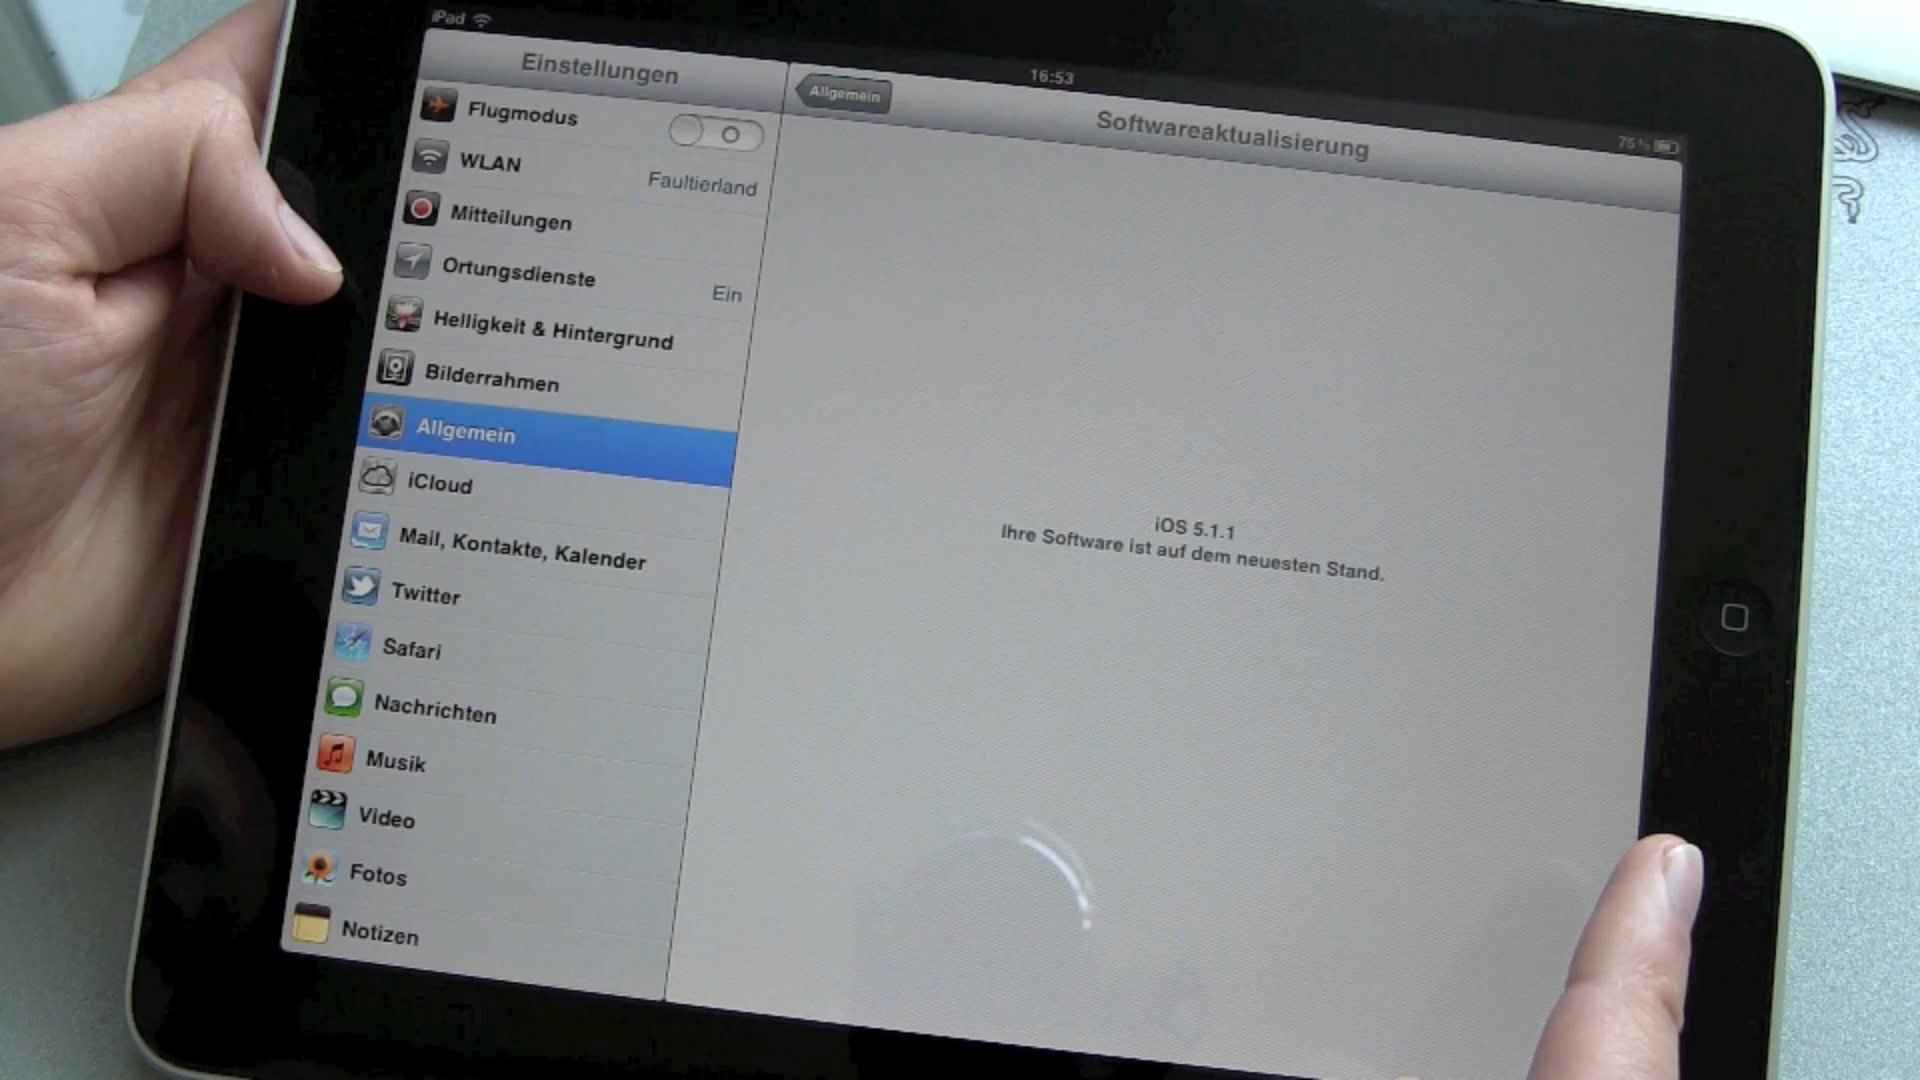 iPad
16:53
75 %
Einstellungen
Flugmodus
WLAN
Faultierland
Mitteilungen
Ortungsdienste
Ein
Helligkeit & Hintergrund
Bilderrahmen
Allgemein
iCloud
Mail, Kontakte, Kalender
Twitter
Safari
Nachrichten
Musik
Video
Fotos
Notizen
Allgemein
Softwareaktualisierung
iOS 5.1.1
Ihre Software ist auf dem neuesten Stand.